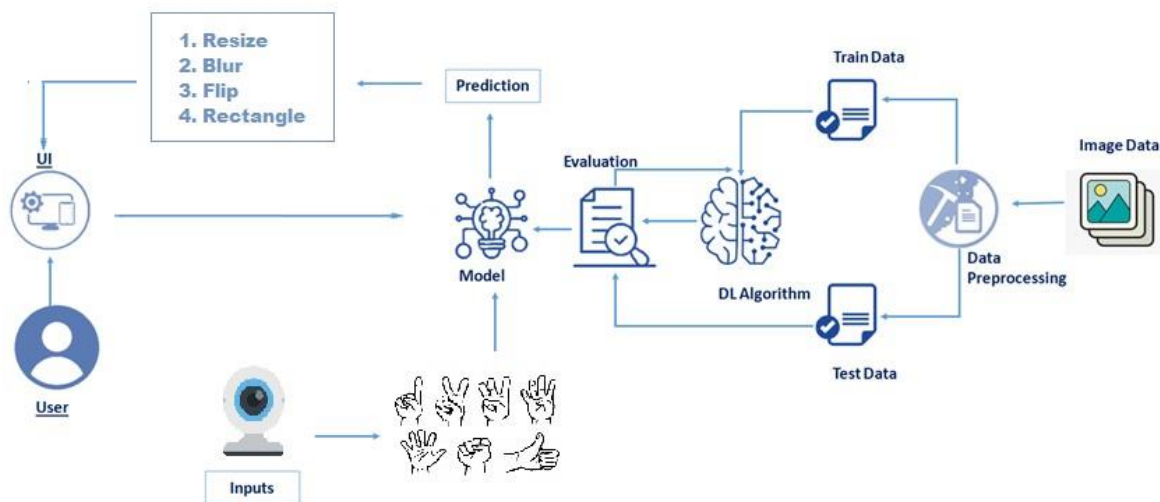 1. Resize
2. Blur
3. Flip
4. Rectangle
Prediction
Train Data
Image Data
UI
Evaluation
Model
DL Algorithm
Data
Preprocessing
Test Data
User
Inputs